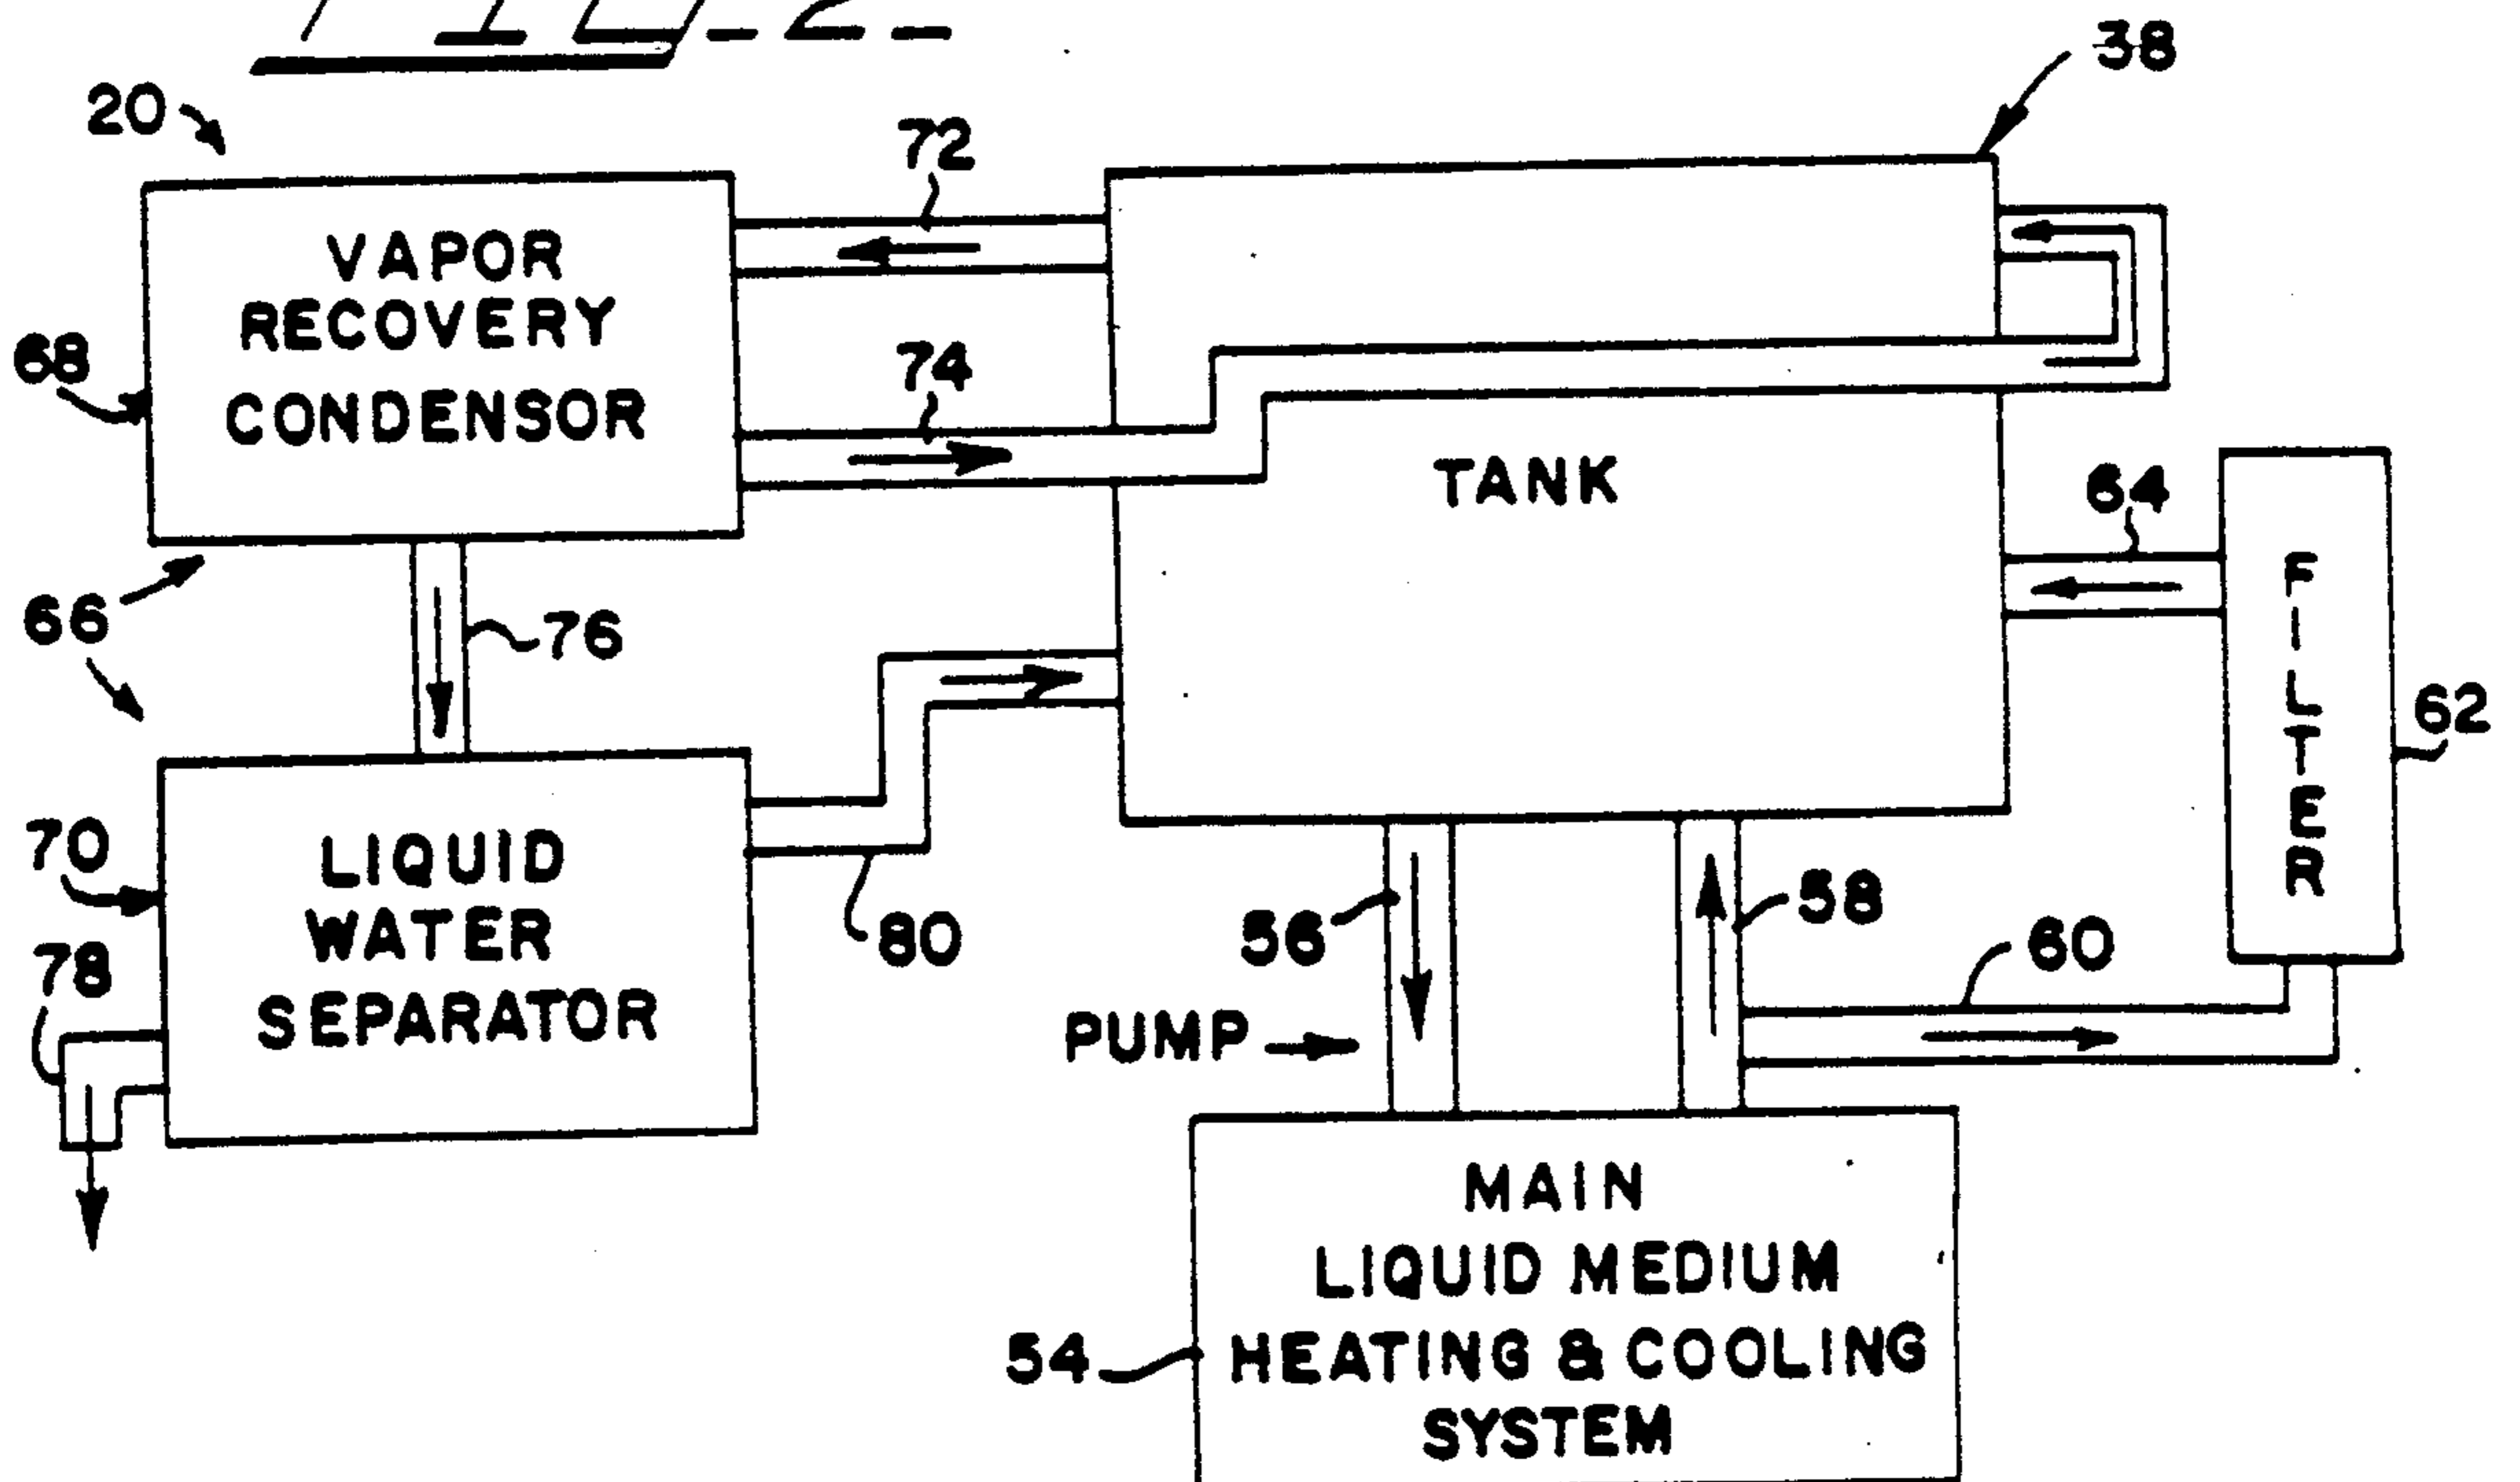 20
38
72
VAPOR
RECOVERY
CONDENSOR
68
74
TANK
64
FILTER
62
66
76
70
LIQUID
WATER
SEPARATOR
78
80
56
58
60
PUMP
MAIN
LIQUID MEDIUM
HEATING & COOLING
SYSTEM
54